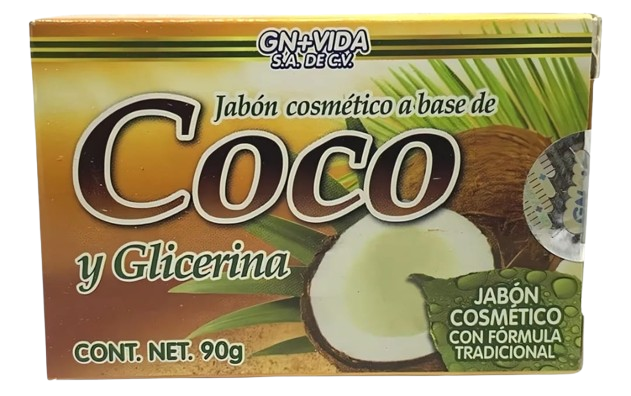 GN+VIDA
S.A. DE C.V.
Jabón cosmético a base de
Coco
y Glicerina
JABÓN
COSMÉTICO
CON FÓRMULA
TRADICIONAL
CONT. NET. 90g